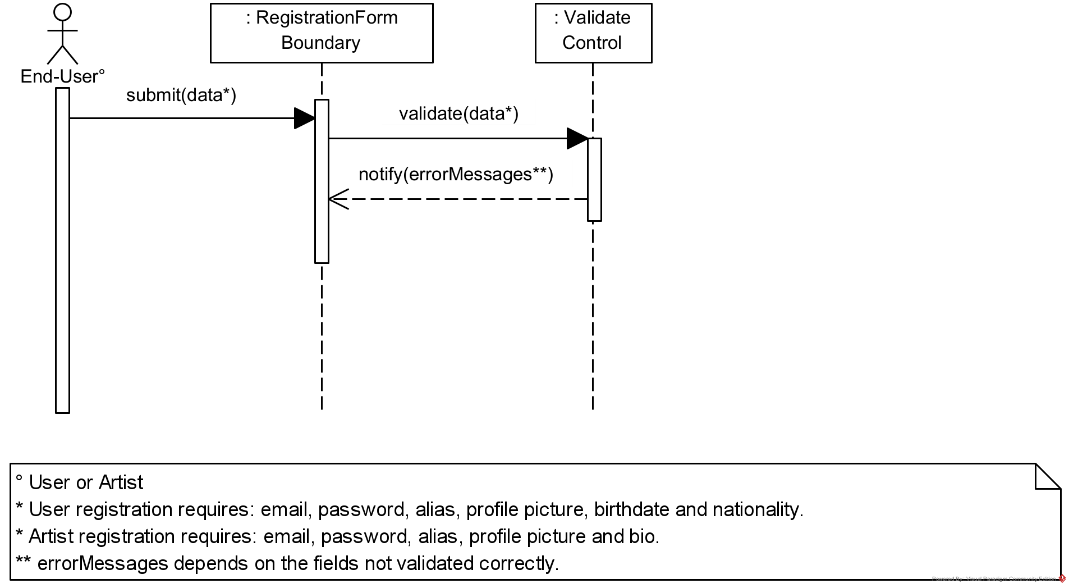 : RegistrationForm
Boundary
: Validate
Control
End-User°
submit(data*)
validate(data*)
notify(errorMessages**)
° User or Artist
* User registration requires: email, password, alias, profile picture, birthdate and nationality.
* Artist registration requires: email, password, alias, profile picture and bio.
** errorMessages depends on the fields not validated correctly.